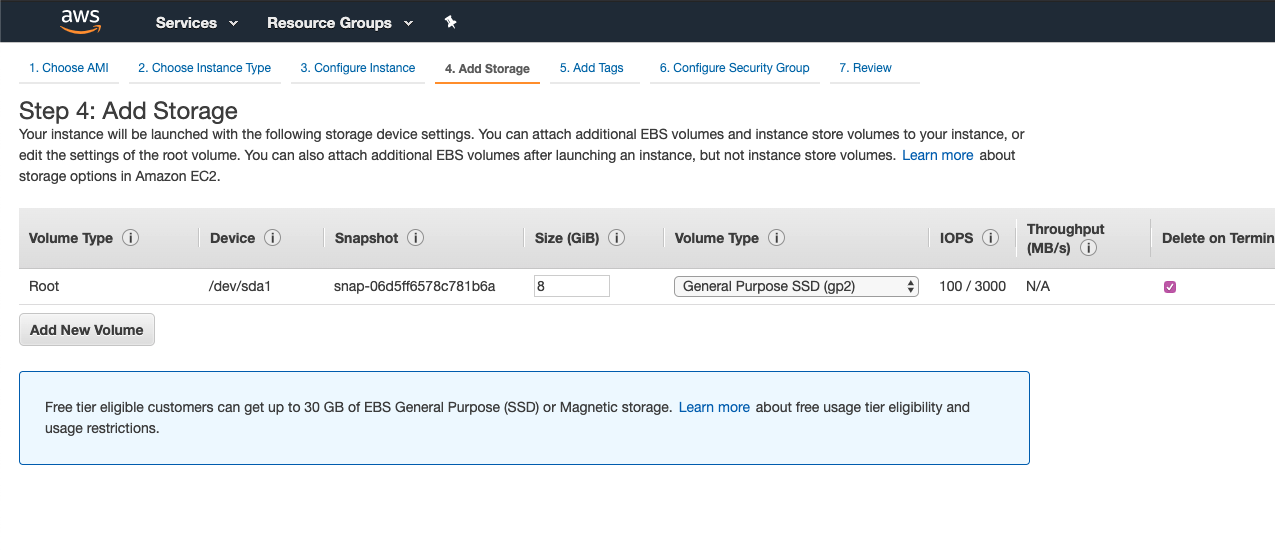 aws Services Resource Groups
1. Choose AMI 2. Choose Instance Type 3. Configure Instance 4. Add Storage 5. Add Tags 6. Configure Security Group 7. Review
Step 4: Add Storage
Your instance will be launched with the following storage device settings. You can attach additional EBS volumes and instance store volumes to your instance, or
edit the settings of the root volume. You can also attach additional EBS volumes after launching an instance, but not instance store volumes. Learn more about
storage options in Amazon EC2.
Volume Type i Device i Snapshot i Size (GiB) i Volume Type i IOPS i Throughput (MB/s) i Delete on Termin
Root /dev/sda1 snap-06d5ff6578c781b6a 8 General Purpose SSD (gp2) 100 / 3000 N/A
Add New Volume
Free tier eligible customers can get up to 30 GB of EBS General Purpose (SSD) or Magnetic storage. Learn more about free usage tier eligibility and
usage restrictions.